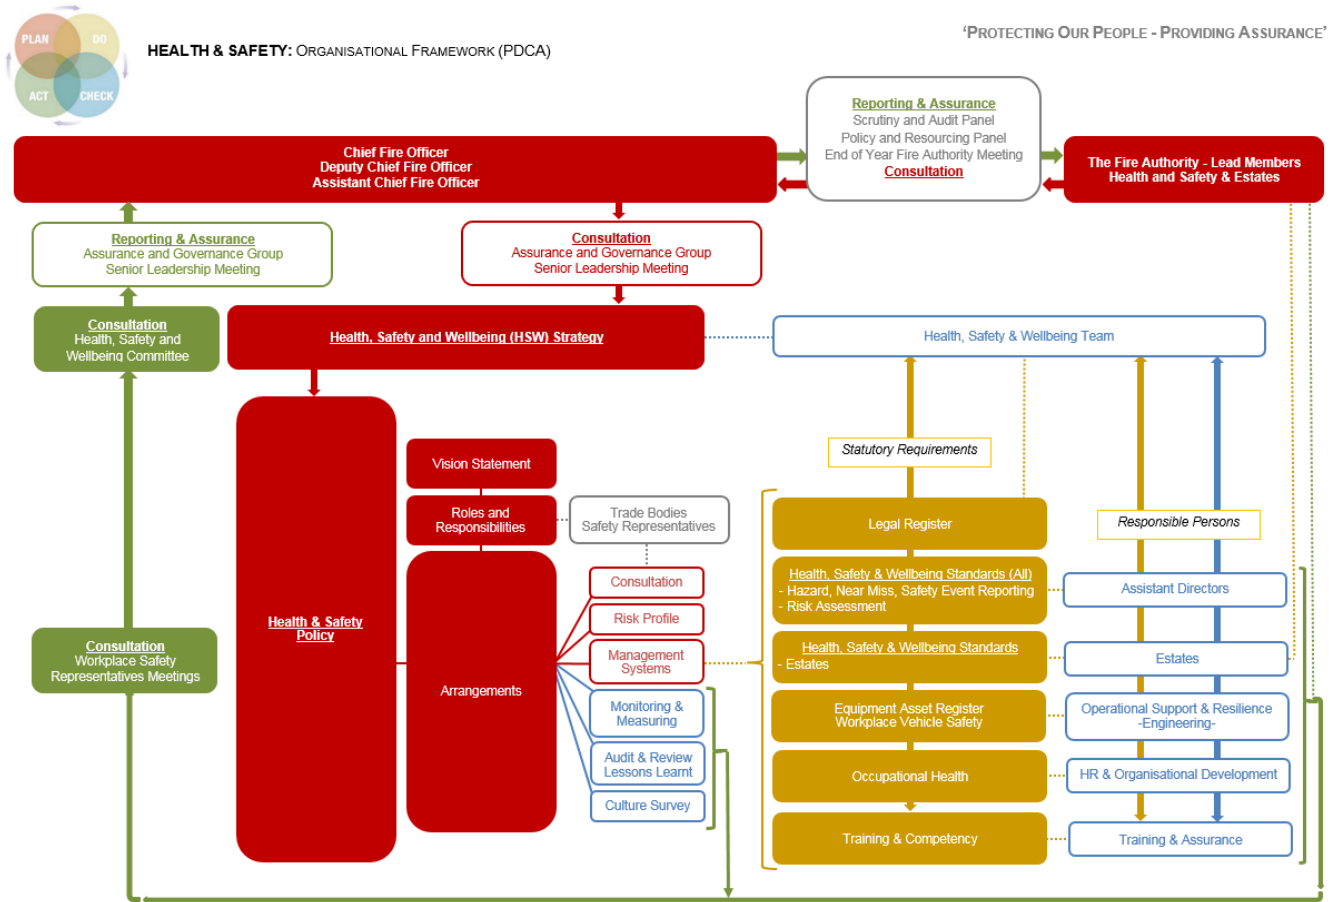 PLAN
DO
ACT
CHECK
HEALTH & SAFETY: ORGANISATIONAL FRAMEWORK (PDCA)
‘PROTECTING OUR PEOPLE - PROVIDING ASSURANCE’
Reporting & Assurance
Scrutiny and Audit Panel
Policy and Resourcing Panel
End of Year Fire Authority Meeting
Consultation
Chief Fire Officer
Deputy Chief Fire Officer
Assistant Chief Fire Officer
The Fire Authority - Lead Members
Health and Safety & Estates
Reporting & Assurance
Assurance and Governance Group
Senior Leadership Meeting
Consultation
Assurance and Governance Group
Senior Leadership Meeting
Consultation
Health, Safety and
Wellbeing Committee
Health, Safety and Wellbeing (HSW) Strategy
Health, Safety & Wellbeing Team
Statutory Requirements
Responsible Persons
Vision Statement
Roles and
Responsibilities
Trade Bodies
Safety Representatives
Health & Safety
Policy
Arrangements
Consultation
Risk Profile
Management
Systems
Monitoring &
Measuring
Audit & Review
Lessons Learnt
Culture Survey
Consultation
Workplace Safety
Representatives Meetings
Legal Register
Health, Safety & Wellbeing Standards (All)
- Hazard, Near Miss, Safety Event Reporting
- Risk Assessment
Assistant Directors
Health, Safety & Wellbeing Standards
- Estates
Estates
Equipment Asset Register
Workplace Vehicle Safety
Operational Support & Resilience
-Engineering-
Occupational Health
HR & Organisational Development
Training & Competency
Training & Assurance